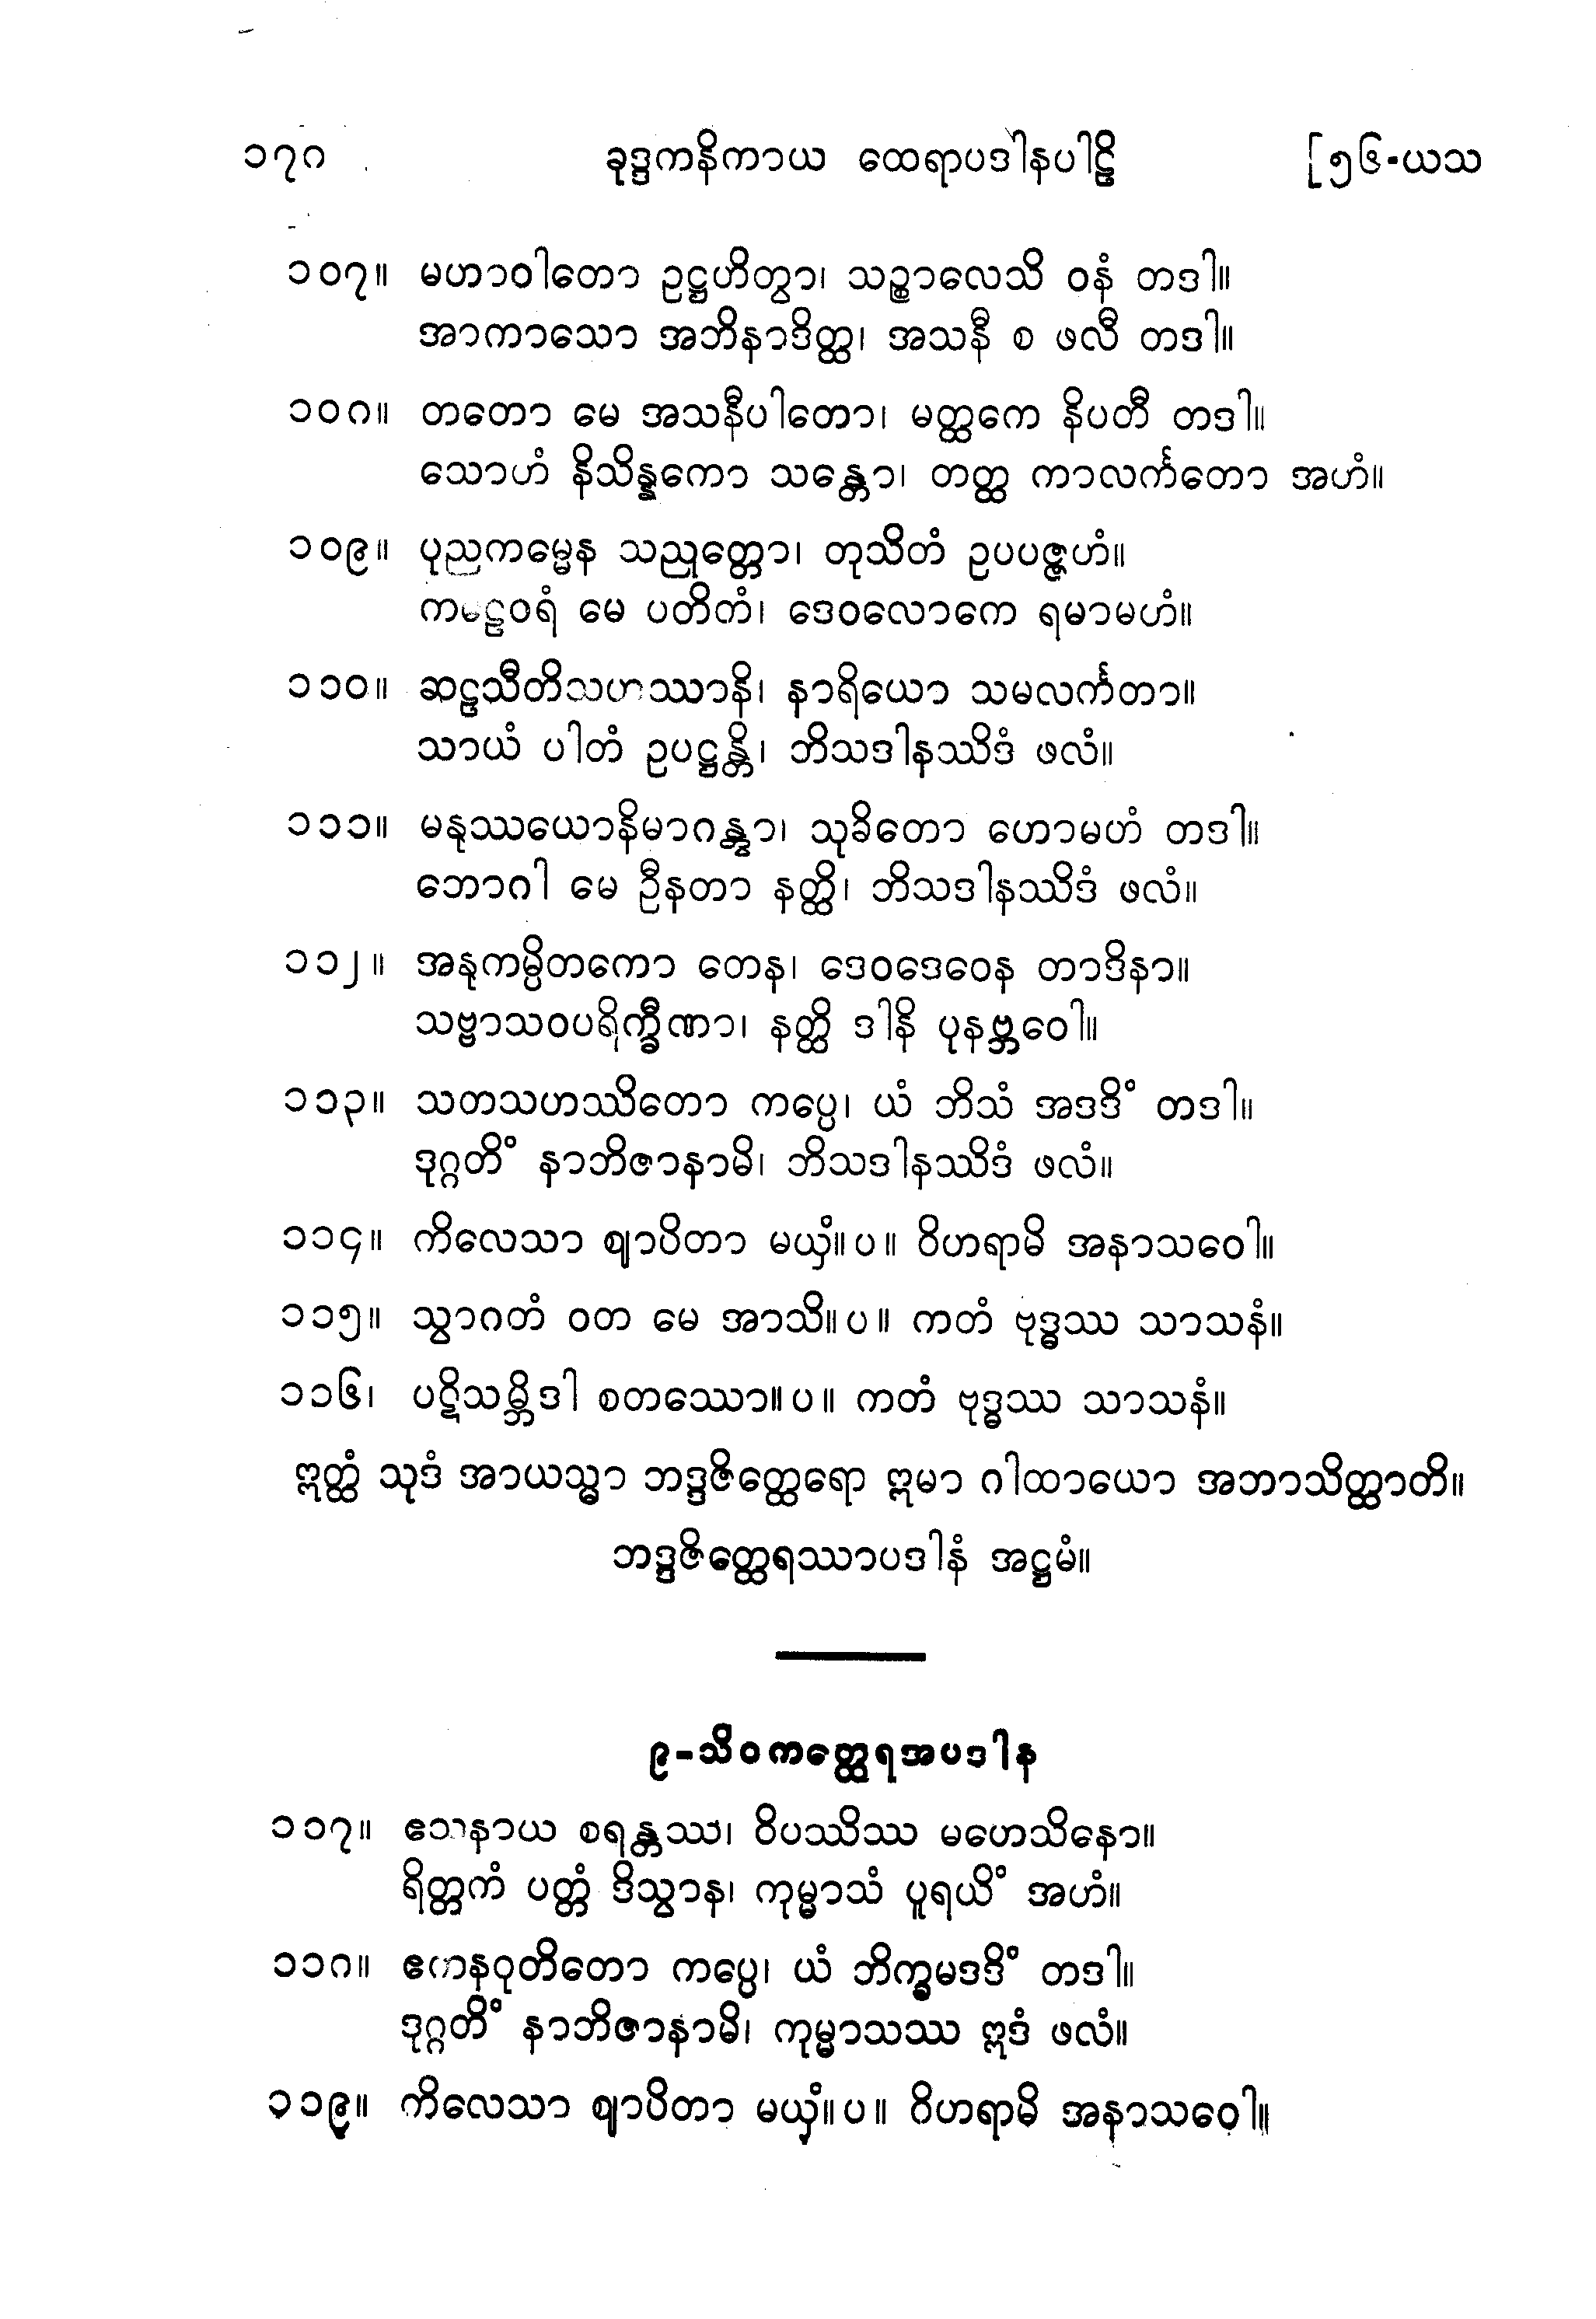 ၁၇၈ ခုဒ္ဒကနိကာယ ထေရာပဒါနပါဠိ [၅၆-ယသ
၁၀၇။ မဟာဝါတော ဥဋ္ဌဟိတွာ၊ သဉ္စာလေသိ ဝနံ တဒါ။
အာကာသော အဘိနာဒိတ္ထ၊ အသနီ စ ဖလီ တဒါ။
၁၀၈။ တတော မေ အသနီပါတော၊ မတ္ထကေ နိပတီ တဒါ။
သောဟံ နိသိန္နကော သန္တော၊ တတ္ထ ကာလင်္ကတော အဟံ။
၁၀၉။ ပုညကမ္မေန သညုတ္တော၊ တုသိတံ ဥပပဇ္ဇဟံ။
ကဠေဝရံ မေ ပတိတံ၊ ဒေဝလောကေ ရမာမဟံ။
၁၁၀။ ဆဠသီတိသဟဿာနိ၊ နာရိယော သမလင်္ကတာ။
သာယံ ပါတံ ဥပဋ္ဌန္တိ၊ ဘိသဒါနဿိဒံ ဖလံ။
၁၁၁။ မနုဿယောနိမာဂန္တွာ၊ သုခိတော ဟောမဟံ တဒါ။
ဘောဂါ မေ ဦနတာ နတ္ထိ၊ ဘိသဒါနဿိဒံ ဖလံ။
၁၁၂။ အနုကမ္ပိတကော တေန၊ ဒေဝဒေဝေန တာဒိနာ။
သဗ္ဗာသဝပရိက္ခီဏာ၊ နတ္ထိ ဒါနိ ပုနဗ္ဘဝေါ။
၁၁၃။ သတသဟဿိတော ကပ္ပေ၊ ယံ ဘိသံ အဒဒိံ တဒါ။
ဒုဂ္ဂတိံ နာဘိဇာနာမိ၊ ဘိသဒါနဿိဒံ ဖလံ။
၁၁၄။ ကိလေသာ ဈာပိတာ မယှံ။ ပ။ ဝိဟရာမိ အနာသဝေါ။
၁၁၅။ သွာဂတံ ဝတ မေ အာသိ။ ပ။ ကတံ ဗုဒ္ဓဿ သာသနံ။
၁၁၆၊ ပဋိသမ္ဘိဒါ စတဿော။ ပ။ ကတံ ဗုဒ္ဓဿ သာသနံ။
ဣတ္ထံ သုဒံ အာယသ္မာ ဘဒ္ဒဇိတ္ထေရော ဣမာ ဂါထာယော အဘာသိတ္ထာတိ။
ဘဒ္ဒဇိတ္ထေရဿာပဒါနံ အဋ္ဌမံ။
၉-သိဝကတ္ထေရအပဒါန
၁၁၇။ ဧသနာယ စရန္တဿ၊ ဝိပဿိဿ မဟေသိနော။
ရိတ္တကံ ပတ္တံ ဒိသွာန၊ ကုမ္မာသံ ပူရယိံ အဟံ။
၁၁၈။ ဧကနဝုတိတော ကပ္ပေ၊ ယံ ဘိက္ခမဒဒိံ တဒါ။
ဒုဂ္ဂတိံ နာဘိဇာနာမိ၊ ကုမ္မာသဿ ဣဒံ ဖလံ။
၁၁၉။ ကိလေသာ ဈာပိတာ မယှံ။ ပ။ ဝိဟရာမိ အနာသဝေါ။